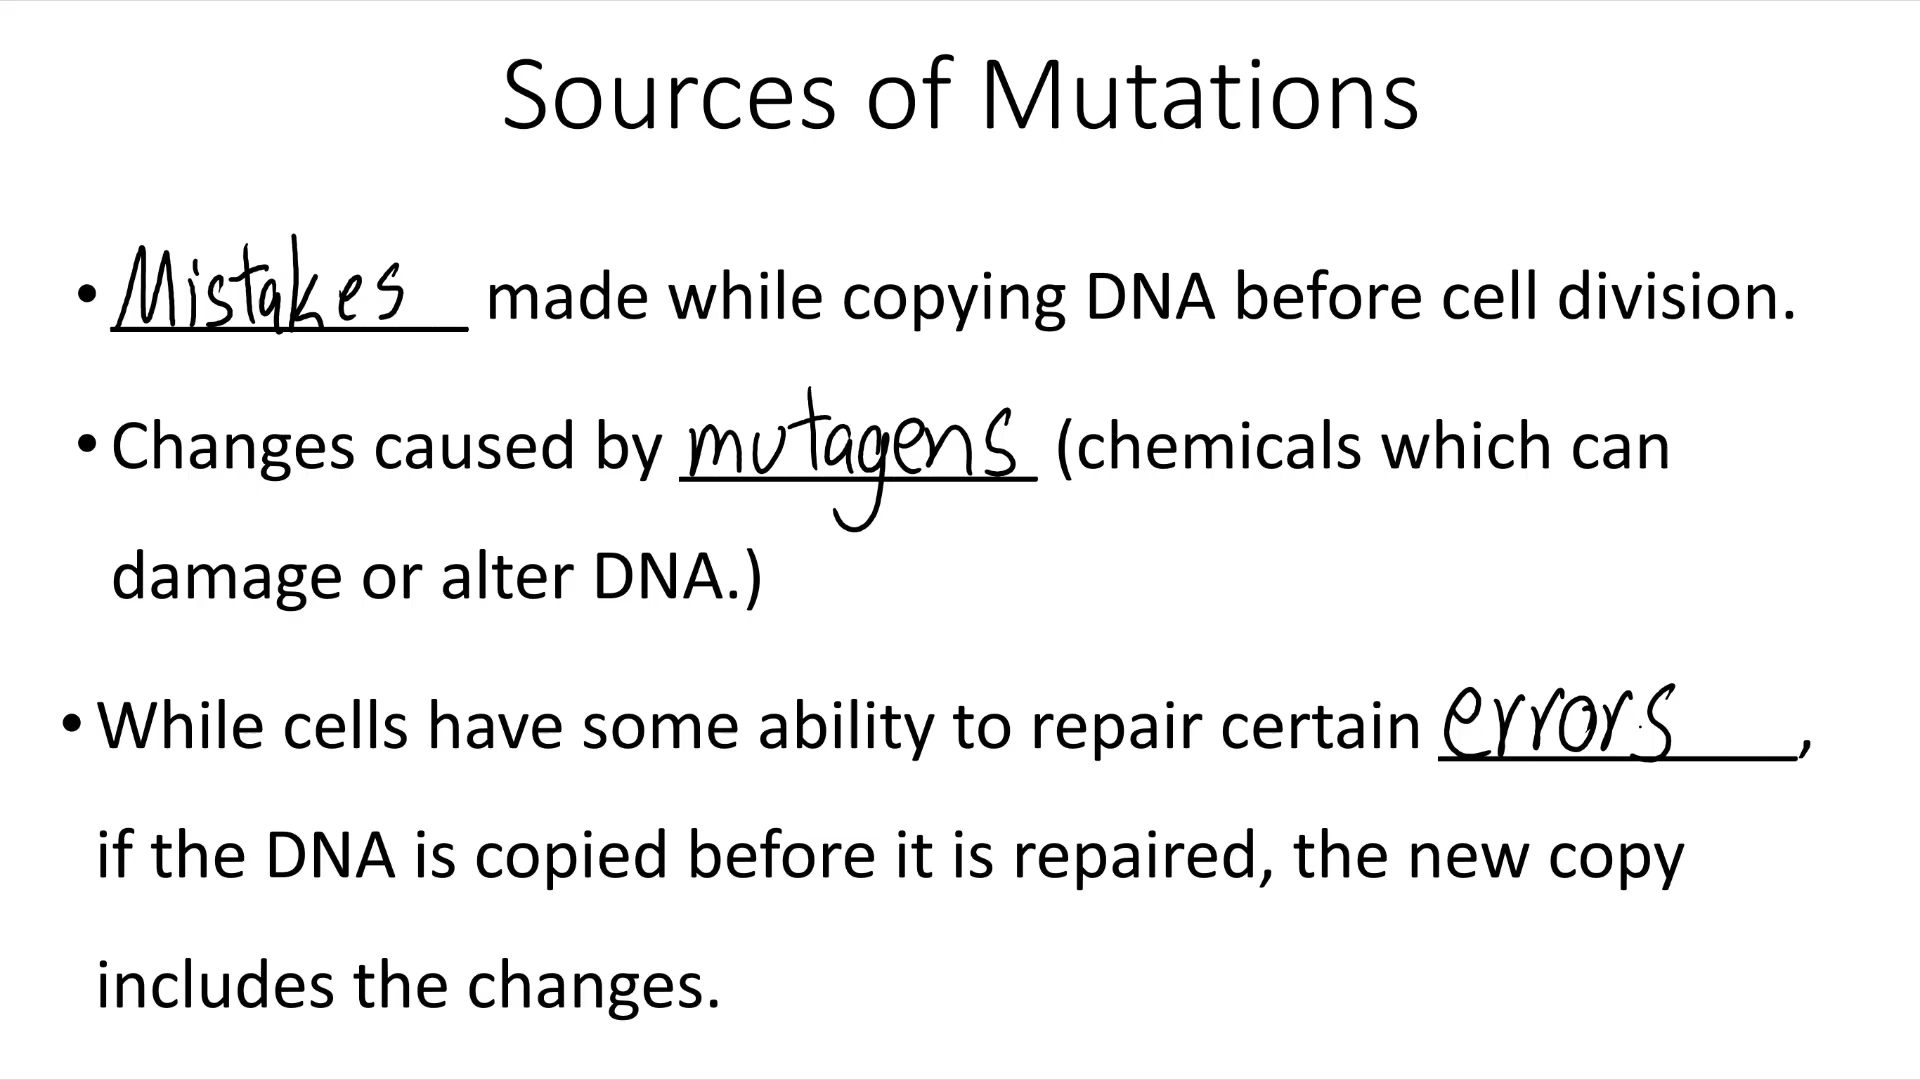 Sources of Mutations
• Mistakes made while copying DNA before cell division.
• Changes caused by mutagens (chemicals which can
damage or alter DNA.)
• While cells have some ability to repair certain errors,
if the DNA is copied before it is repaired, the new copy
includes the changes.